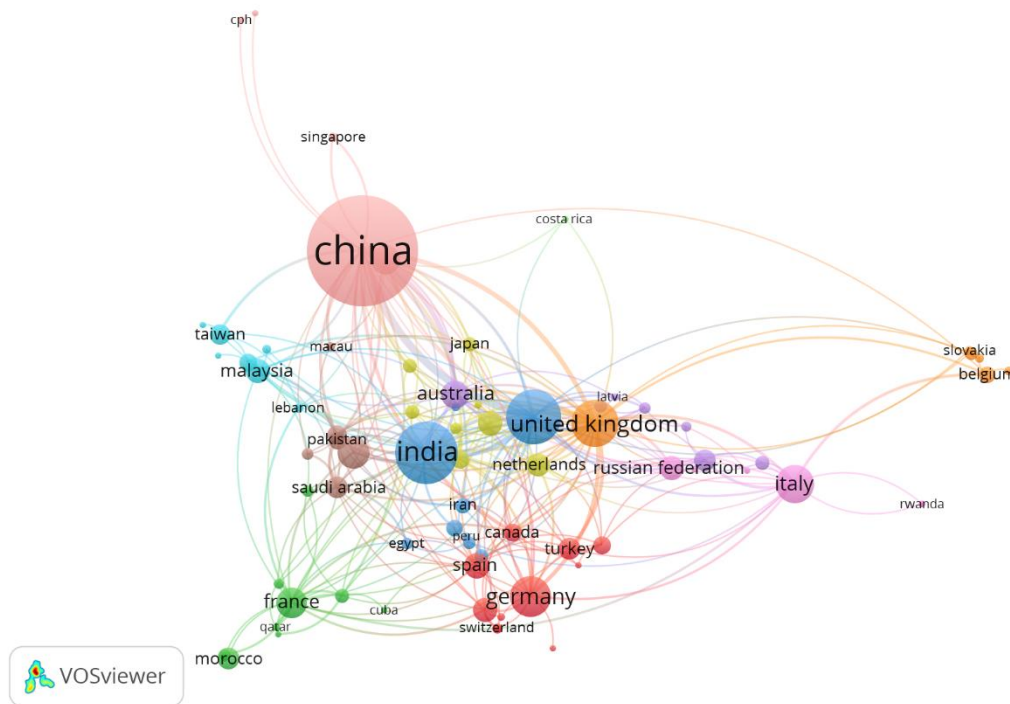 cph
singapore
costa rica
china
taiwan
macau
japan
slovakia
malaysia
belgium
australia
latvia
lebanon
united kingdom
pakistan
india
netherlands
russian federation
saudi arabia
italy
iran
rwanda
canada
peru
egypt
turkey
spain
france
germany
cuba
qatar
switzerland
morocco
VOSviewer